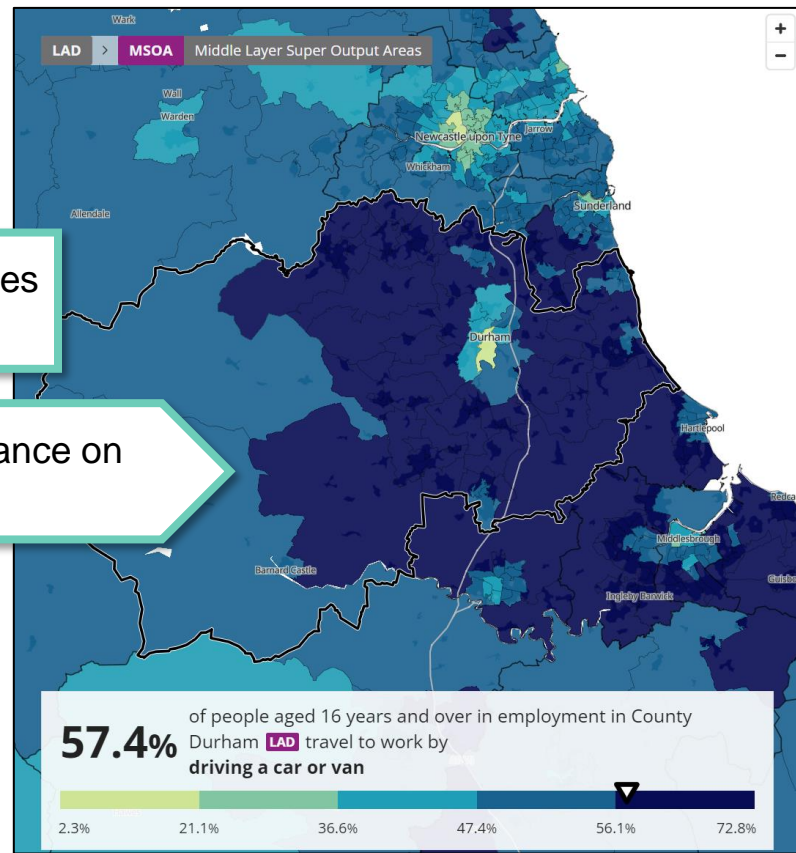 Wark
LAD > MSOA Middle Layer Super Output Areas
+
−
Wall
Warden
Newcastle upon Tyne
Jarrow
Whickham
Allendale
Sunderland
es
Durham
ance on
Hartlepool
Redca
Middlesbrough
Barnard Castle
Ingleby Barwick
Guisbo
57.4% of people aged 16 years and over in employment in County
Durham LAD travel to work by
driving a car or van
2.3% 21.1% 36.6% 47.4% 56.1% 72.8%